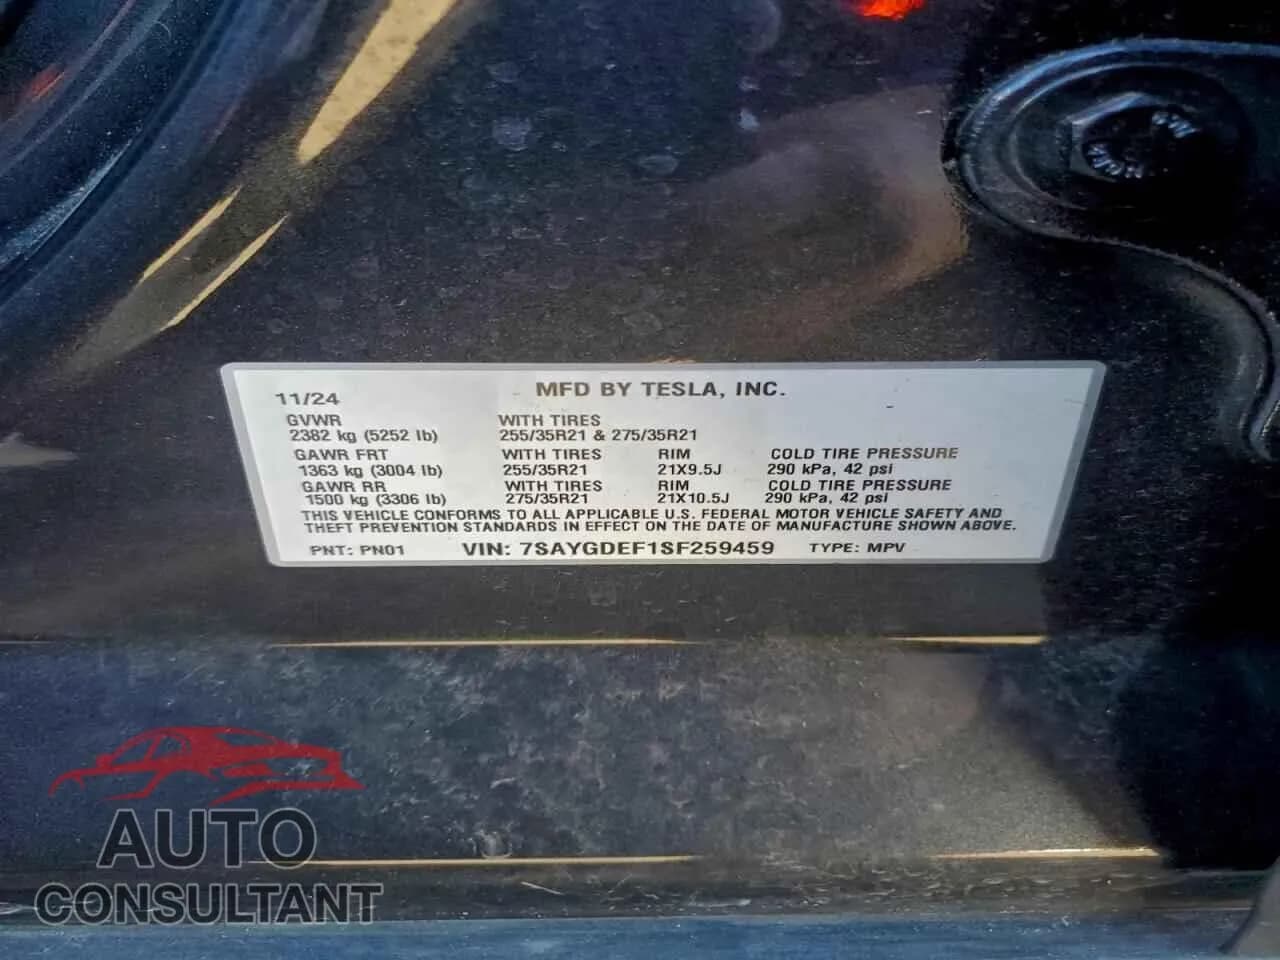 11/24 MFD BY TESLA, INC.
GVWR WITH TIRES
2382 kg (5252 lb) 255/35R21 & 275/35R21
GAWR FRT WITH TIRES RIM COLD TIRE PRESSURE
1363 kg (3004 lb) 255/35R21 21X9.5J 290 kPa, 42 psi
GAWR RR WITH TIRES RIM COLD TIRE PRESSURE
1500 kg (3306 lb) 275/35R21 21X10.5J 290 kPa, 42 psi
THIS VEHICLE CONFORMS TO ALL APPLICABLE U.S. FEDERAL MOTOR VEHICLE SAFETY AND
THEFT PREVENTION STANDARDS IN EFFECT ON THE DATE OF MANUFACTURE SHOWN ABOVE.
PNT: PN01 VIN: 7SAYGDEF1SF259459 TYPE: MPV
AUTO
CONSULTANT